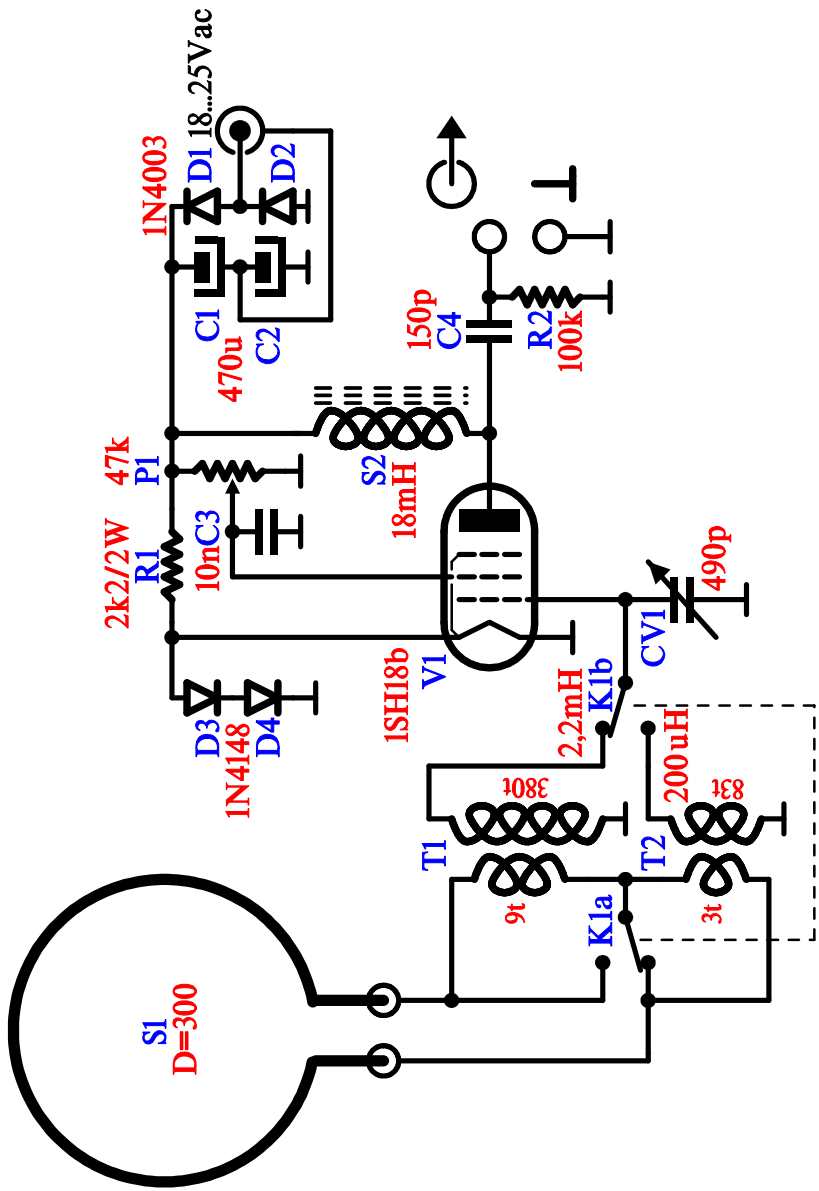 S1
D=300
D3
1N4148
D4
2k2/2W
R1
47k
P1
10n
C3
1N4003
D1
18...25Vac
D2
C1
470u
C2
S2
18mH
150p
C4
R2
100k
1SH18b
V1
T1
380t
9t
2,2mH
K1b
K1a
CV1
490p
T2
200uH
83t
3t